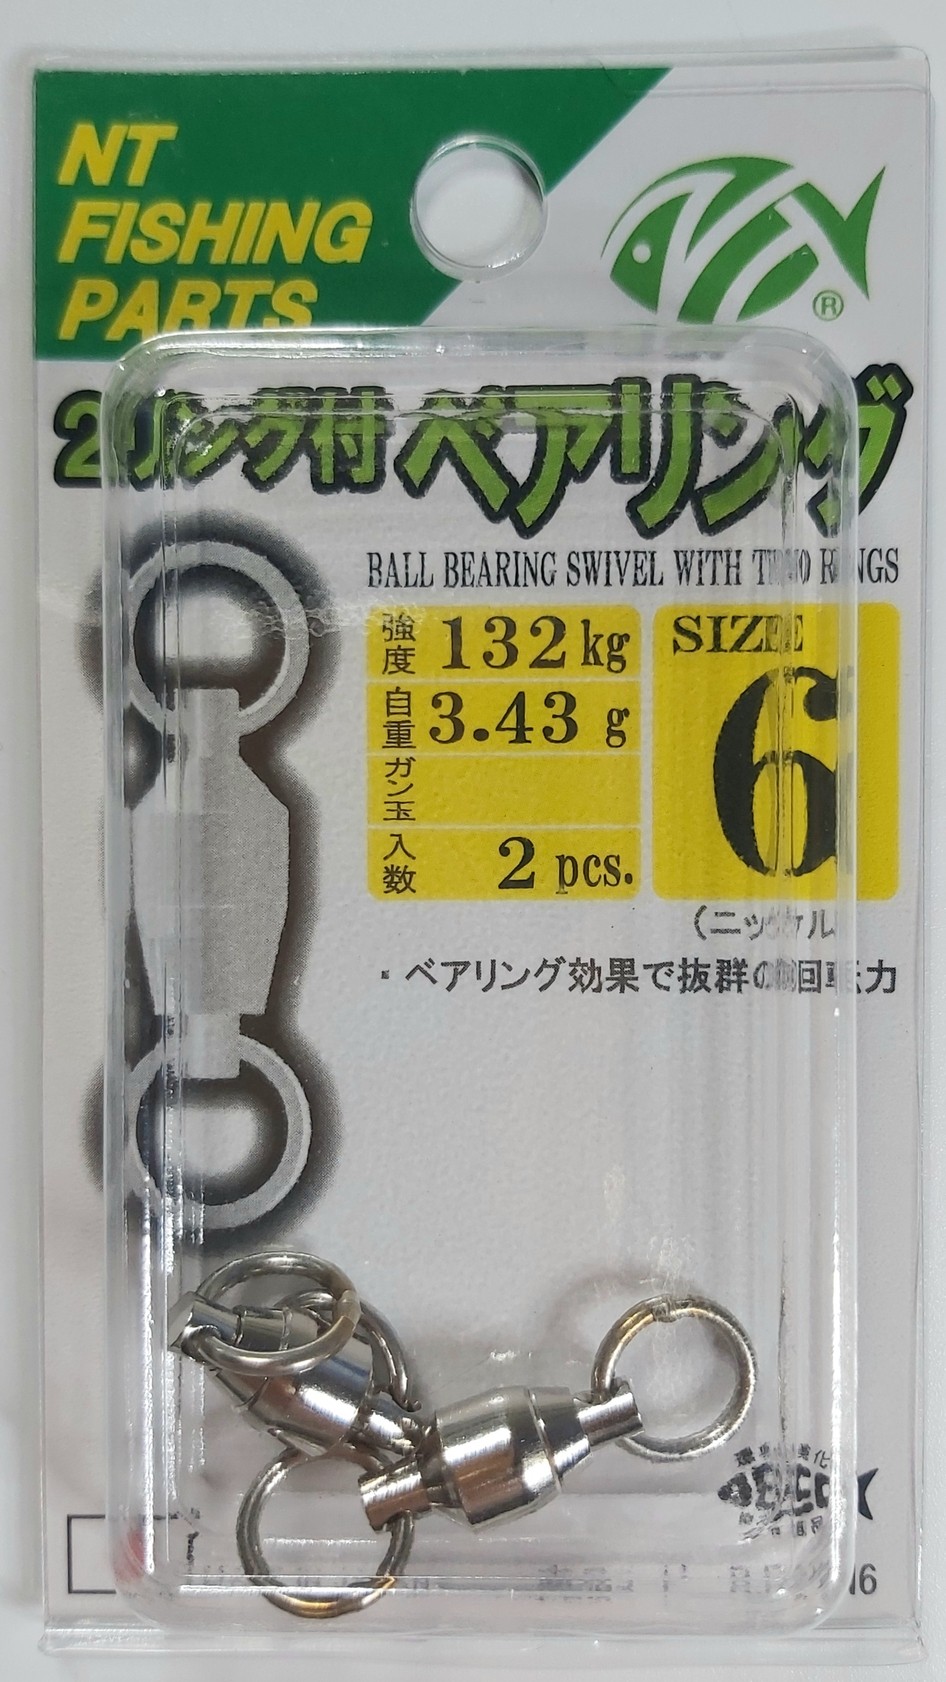 NT
FISHING
PARTS
®
2リング付ベアリング
BALL BEARING SWIVEL WITH TWO RINGS
強度 132kg
自重 3.43 g
ガン玉
入数 2 pcs.
SIZE
6
(ニッケル
・ベアリング効果で抜群の回転力